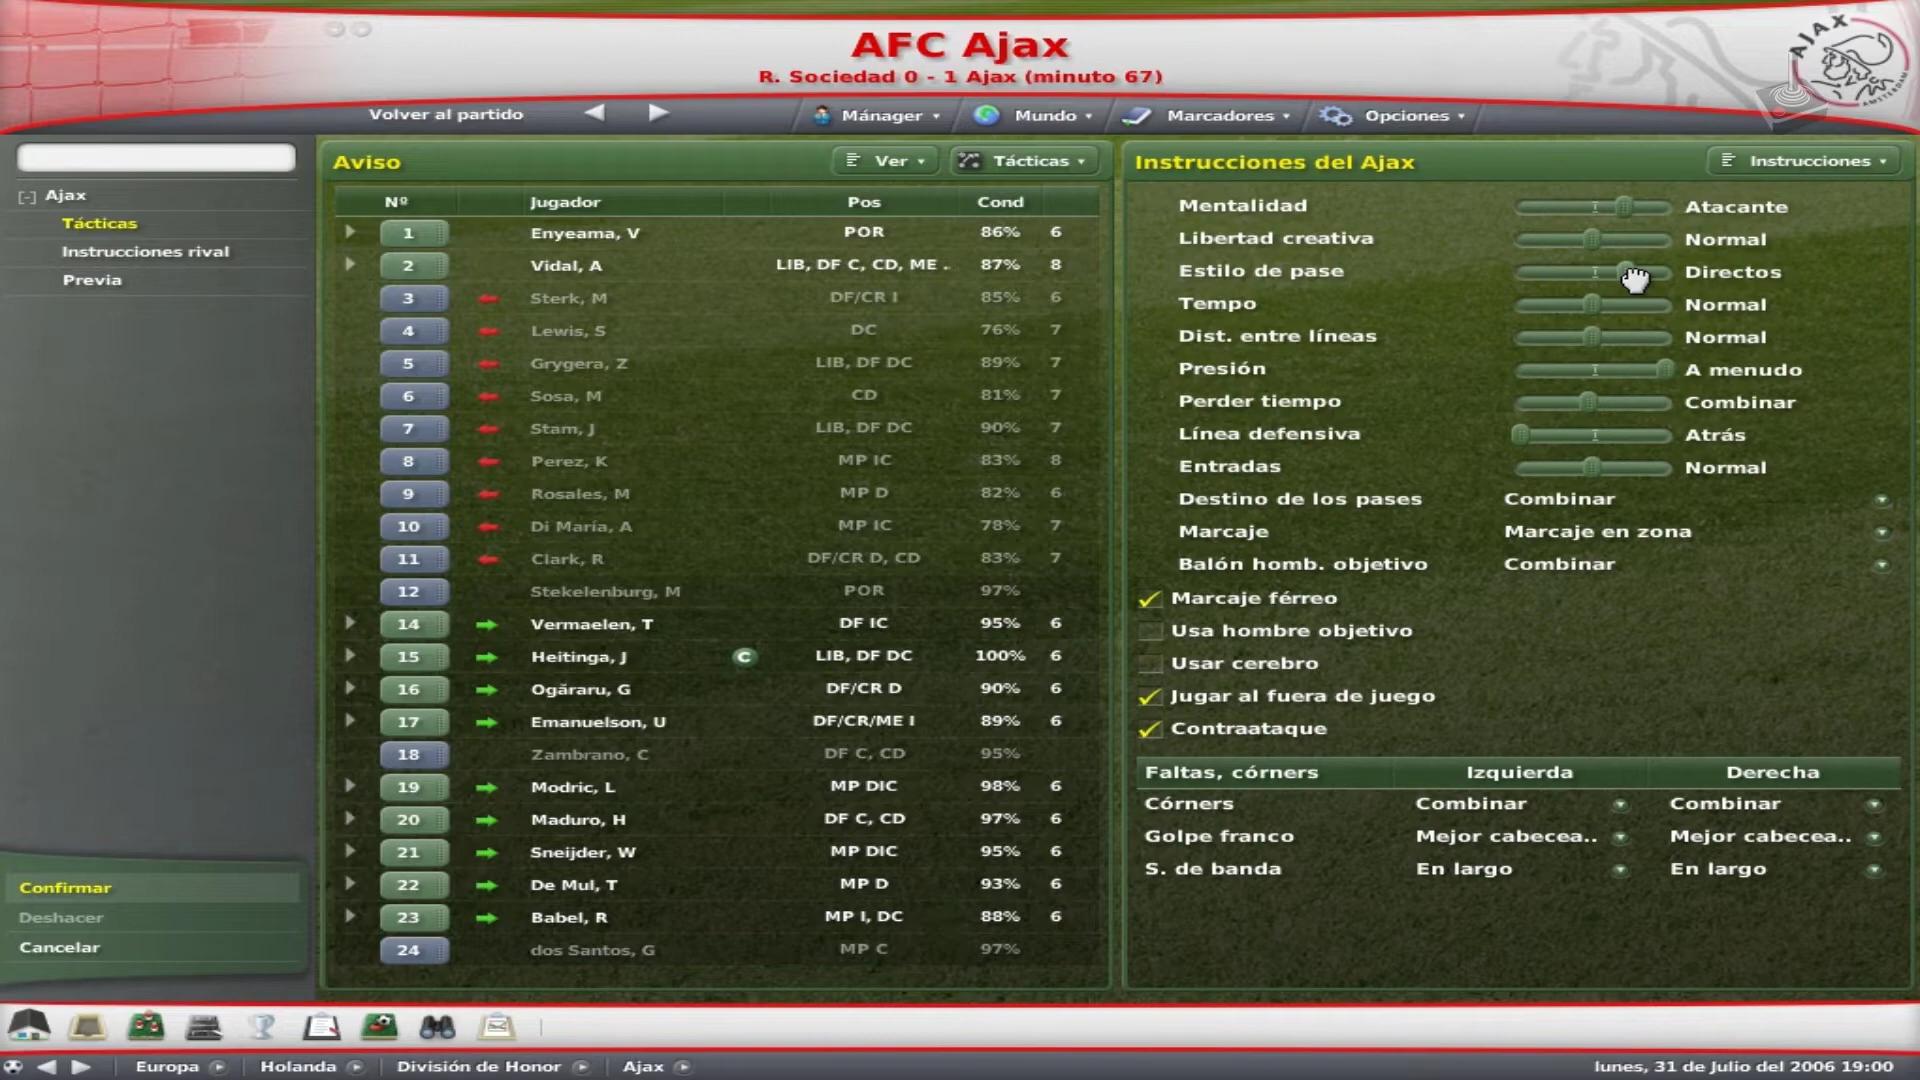 AFC Ajax
R. Sociedad 0 - 1 Ajax (minuto 67)
AJAX
AMSTERDAM
Volver al partido
Mánager
Mundo
Marcadores
Opciones
[-] Ajax
Tácticas
Instrucciones rival
Previa
Confirmar
Deshacer
Cancelar
Aviso
Ver
Tácticas
Nº Jugador Pos Cond
1 Enyeama, V POR 86% 6
2 Vidal, A LIB, DF C, CD, ME .. 87% 8
3 Sterk, M DF/CR I 85% 6
4 Lewis, S DC 76% 7
5 Grygera, Z LIB, DF DC 89% 7
6 Sosa, M CD 81% 7
7 Stam, J LIB, DF DC 90% 7
8 Perez, K MP IC 83% 8
9 Rosales, M MP D 82% 6
10 Di María, A MP IC 78% 7
11 Clark, R DF/CR D, CD 83% 7
12 Stekelenburg, M POR 97%
14 Vermaelen, T DF IC 95% 6
15 Heitinga, J C LIB, DF DC 100% 6
16 Ogăraru, G DF/CR D 90% 6
17 Emanuelson, U DF/CR/ME I 89% 6
18 Zambrano, C DF C, CD 95%
19 Modric, L MP DIC 98% 6
20 Maduro, H DF C, CD 97% 6
21 Sneijder, W MP DIC 95% 6
22 De Mul, T MP D 93% 6
23 Babel, R MP I, DC 88% 6
24 dos Santos, G MP C 97%
Instrucciones del Ajax
Instrucciones
Mentalidad Atacante
Libertad creativa Normal
Estilo de pase Directos
Tempo Normal
Dist. entre líneas Normal
Presión A menudo
Perder tiempo Combinar
Línea defensiva Atrás
Entradas Normal
Destino de los pases Combinar
Marcaje Marcaje en zona
Balón homb. objetivo Combinar
Marcaje férreo
Usa hombre objetivo
Usar cerebro
Jugar al fuera de juego
Contraataque
Faltas, córners Izquierda Derecha
Córners Combinar Combinar
Golpe franco Mejor cabecea.. Mejor cabecea..
S. de banda En largo En largo
Europa
Holanda
División de Honor
Ajax
lunes, 31 de Julio del 2006 19:00